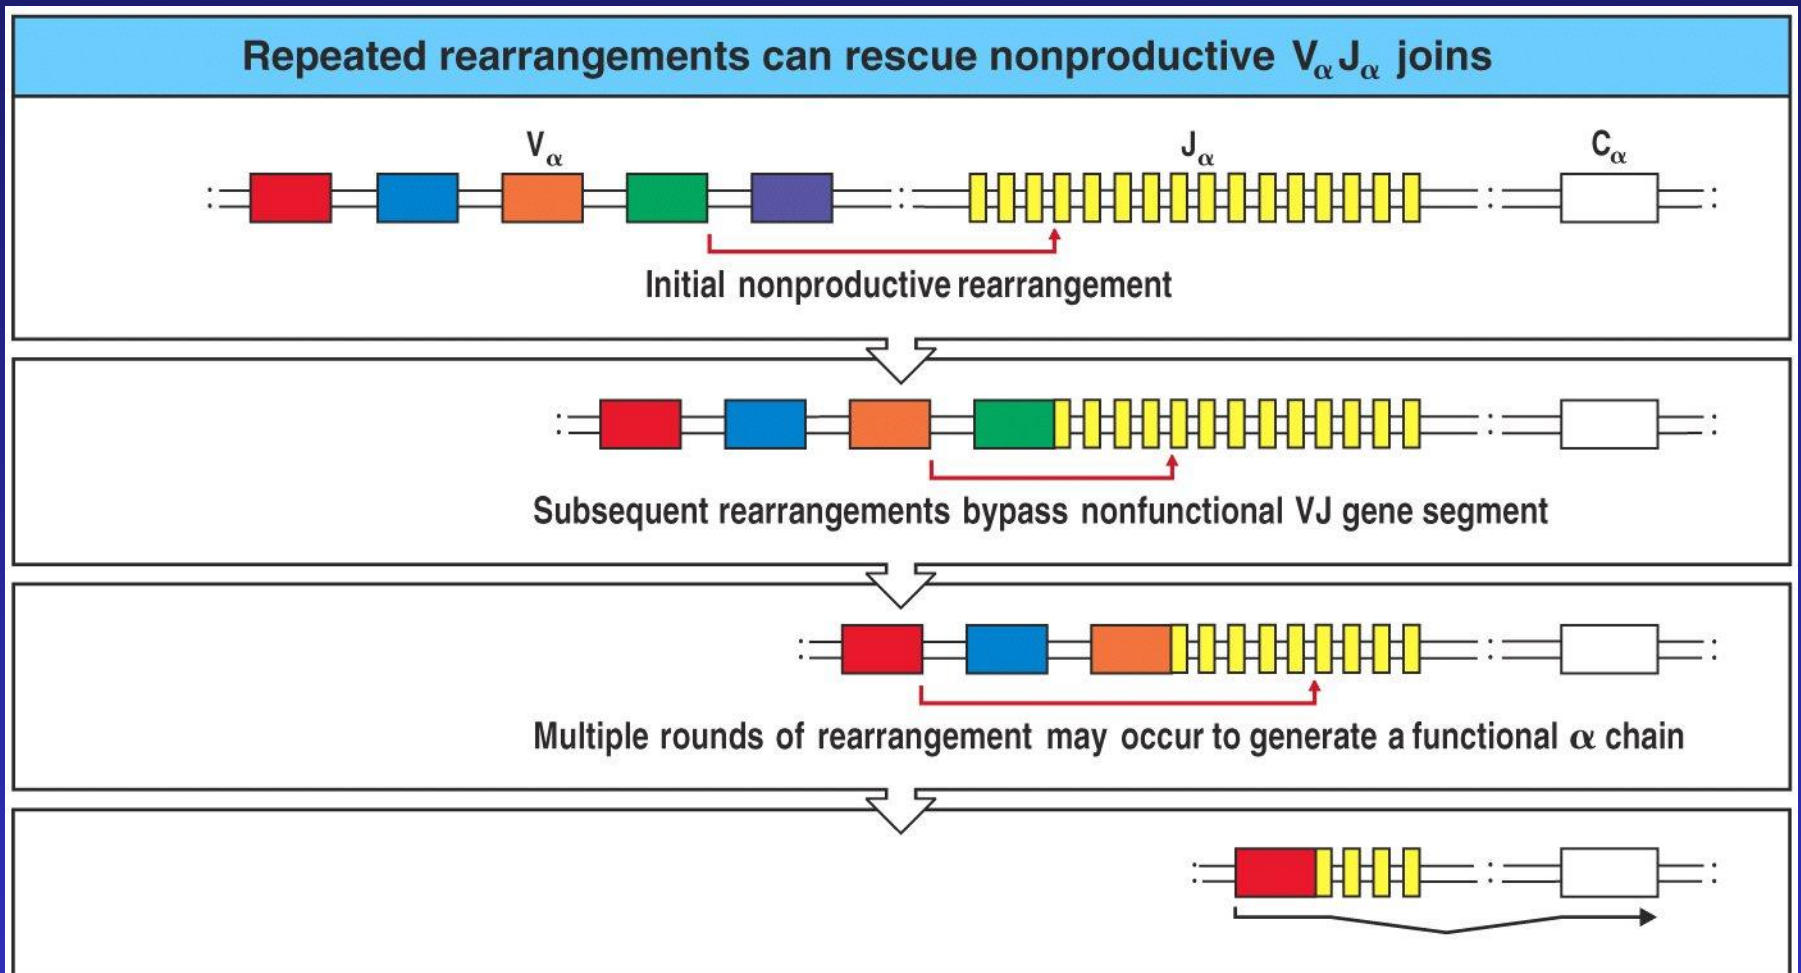 Repeated rearrangements can rescue nonproductive VαJα joins
Vα Jα Cα
Initial nonproductive rearrangement
Subsequent rearrangements bypass nonfunctional VJ gene segment
Multiple rounds of rearrangement may occur to generate a functional α chain